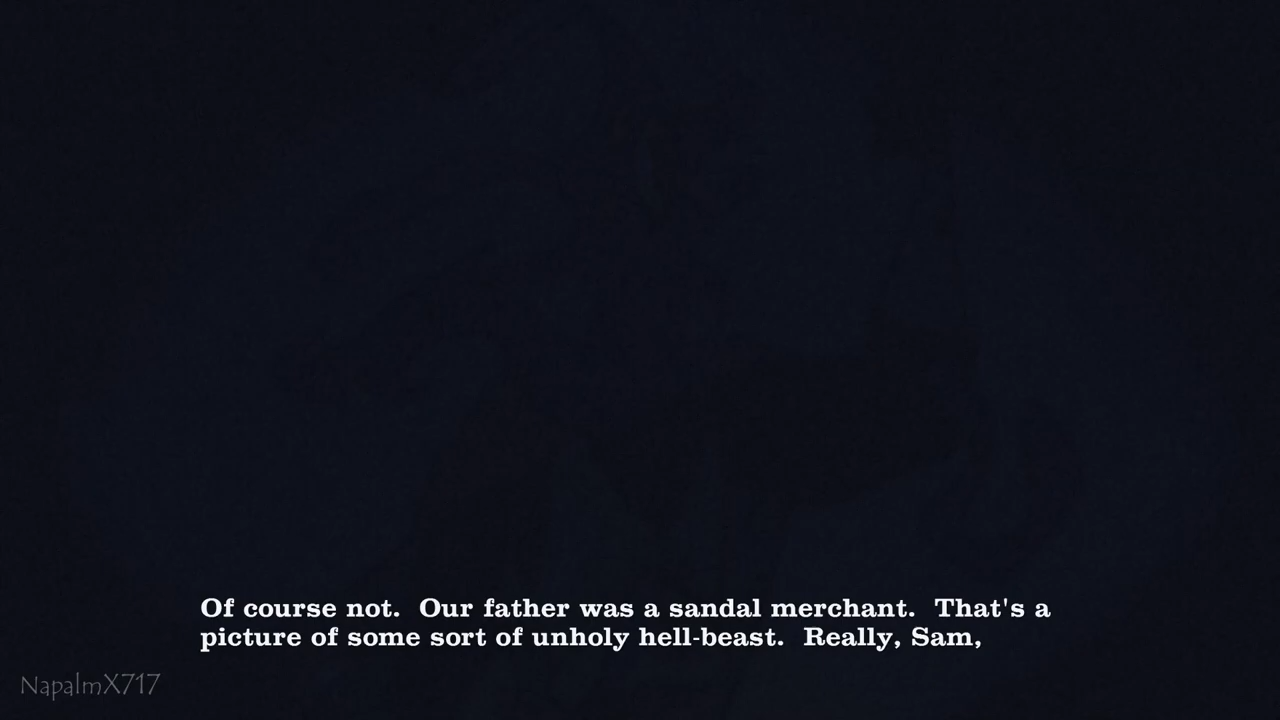 Of course not.  Our father was a sandal merchant.  That's a
picture of some sort of unholy hell-beast.  Really, Sam,
NapalmX717